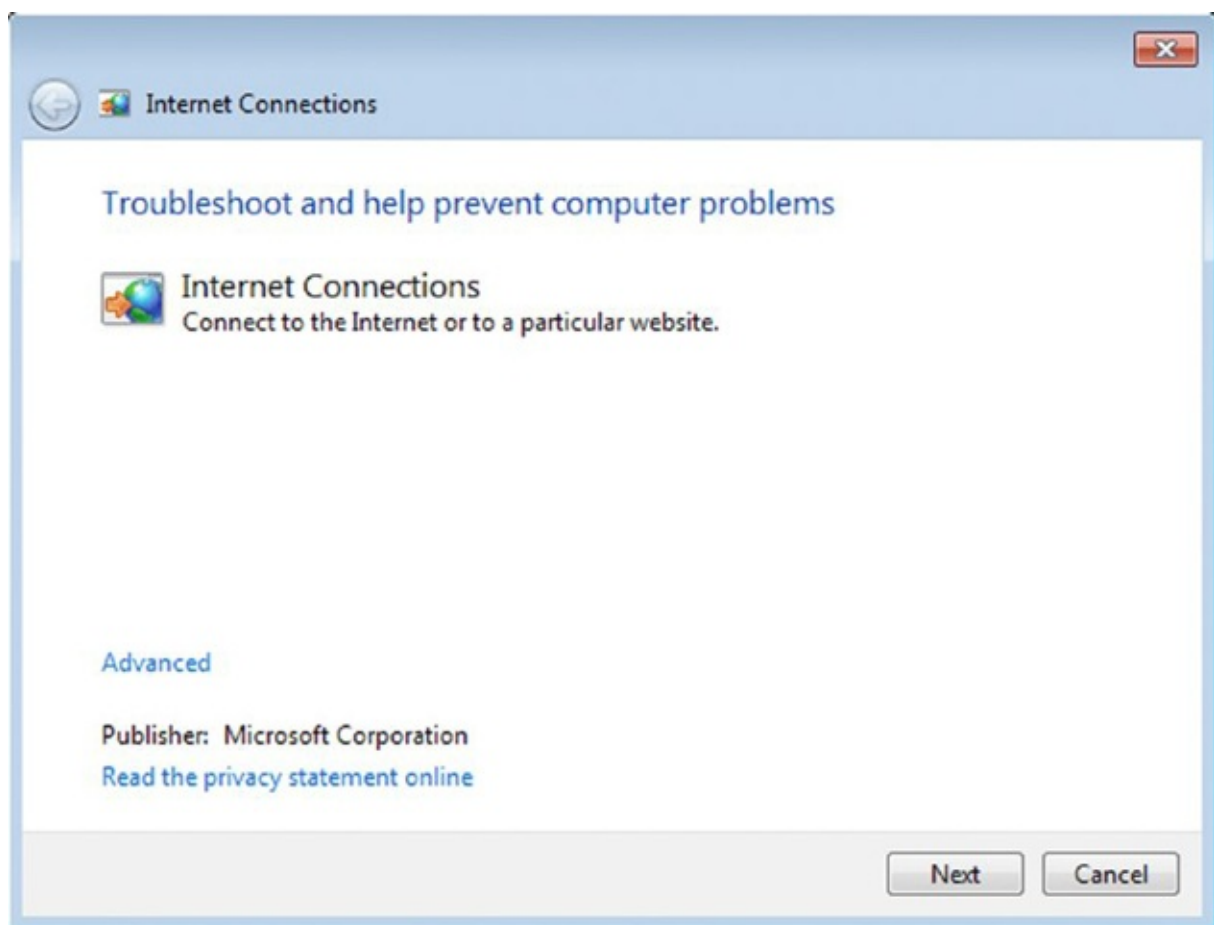 Internet Connections
Troubleshoot and help prevent computer problems
Internet Connections
Connect to the Internet or to a particular website.
Advanced
Publisher: Microsoft Corporation
Read the privacy statement online
Next Cancel